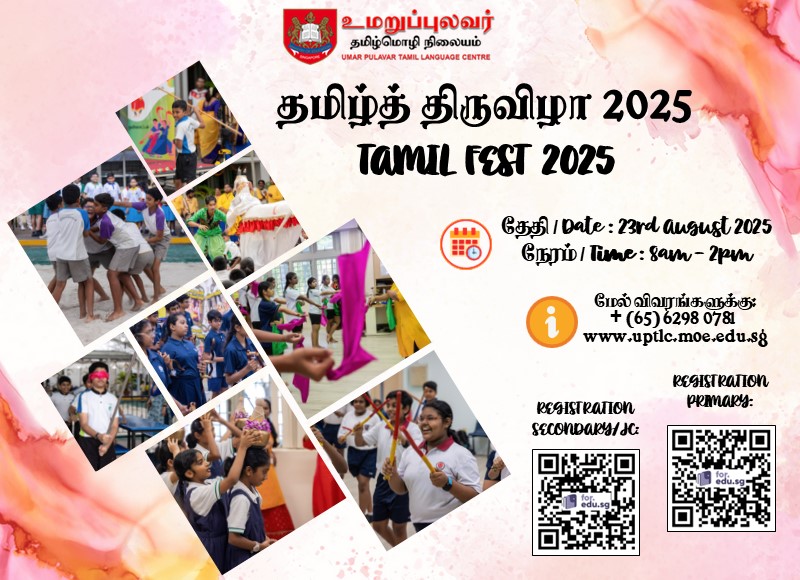 உமறுப்புலவர்
தமிழ்மொழி நிலையம்
UMAR PULAVAR TAMIL LANGUAGE CENTRE
தமிழ்த் திருவிழா 2025
TAMIL FEST 2025
தேதி / Date : 23rd August 2025
நேரம் / Time : 8am - 2pm
மேல் விவரங்களுக்கு:
+ (65) 6298 0781
www.uptlc.moe.edu.sg
REGISTRATION
SECONDARY/JC:
for.
edu.sg
REGISTRATION
PRIMARY:
for.
edu.sg